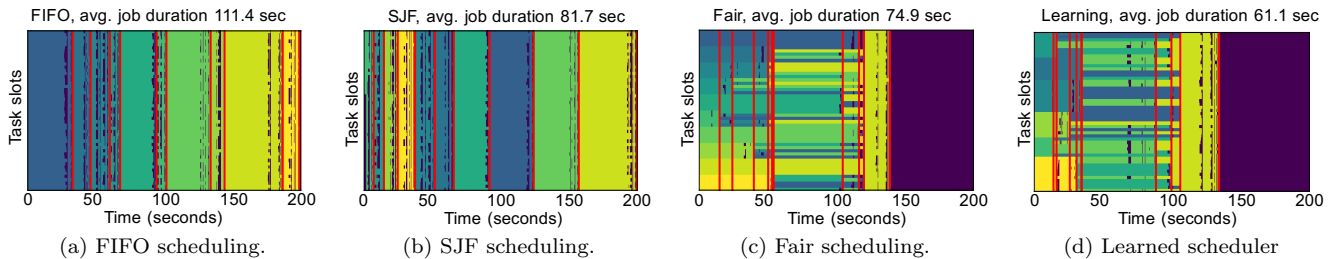 FIFO, avg. job duration 111.4 sec
Task slots
0 50 100 150 200
Time (seconds)
(a) FIFO scheduling.
SJF, avg. job duration 81.7 sec
Task slots
0 50 100 150 200
Time (seconds)
(b) SJF scheduling.
Fair, avg. job duration 74.9 sec
Task slots
0 50 100 150 200
Time (seconds)
(c) Fair scheduling.
Learning, avg. job duration 61.1 sec
Task slots
0 50 100 150 200
Time (seconds)
(d) Learned scheduler